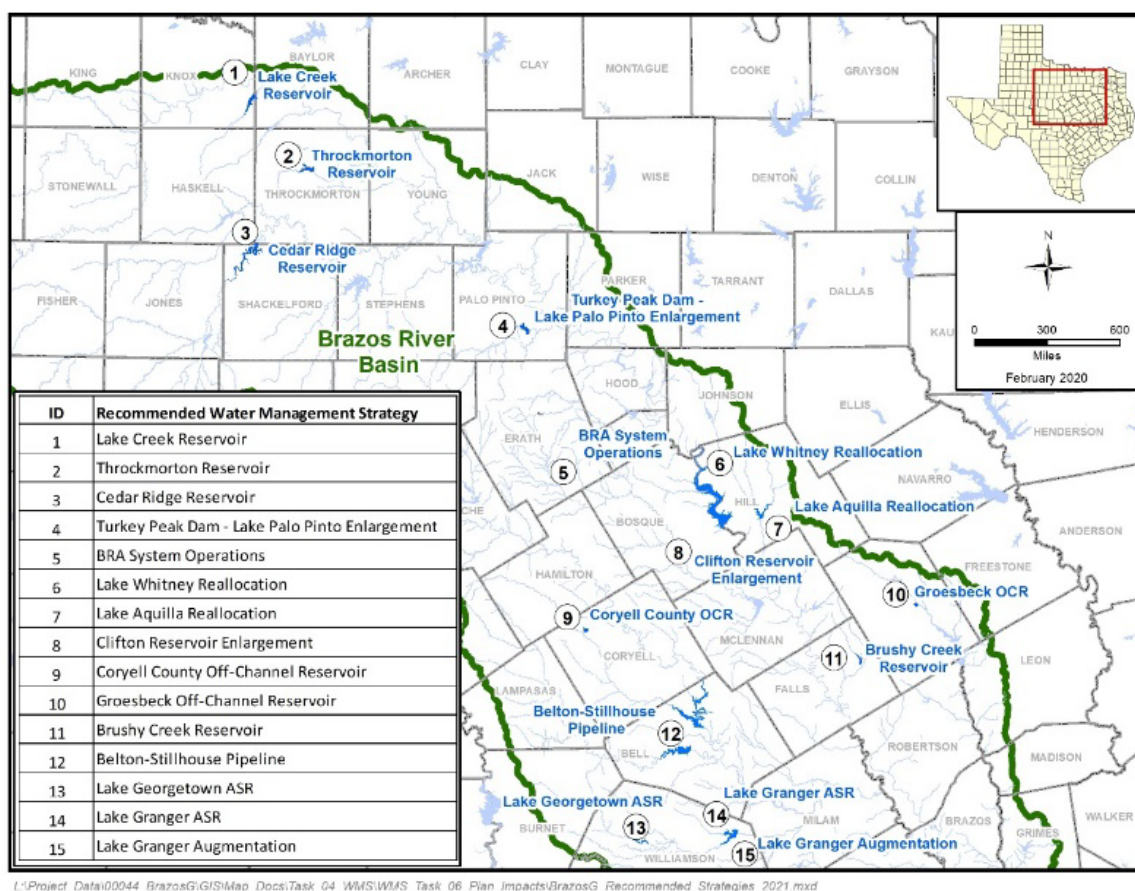 KING
KNOX
BAYLOR
ARCHER
CLAY
MONTAGUE
COOKE
GRAYSON
1
Lake Creek
Reservoir
2
Throckmorton
Reservoir
STONEWALL
HASKELL
THROCKMORTON
YOUNG
JACK
WISE
DENTON
COLLIN
3
Cedar Ridge
Reservoir
FISHER
JONES
SHACKELFORD
STEPHENS
PALO PINTO
PARKER
TARRANT
DALLAS
KAU
4
Turkey Peak Dam -
Lake Palo Pinto Enlargement
Brazos River
Basin
N
0 300 600
Miles
February 2020
HOOD
JOHNSON
ELLIS
HENDERSON
ERATH
5
BRA System
Operations
6
Lake Whitney Reallocation
NAVARRO
HILL
Lake Aquilla Reallocation
7
ANDERSON
CHE
BOSQUE
8
Clifton Reservoir
Enlargement
FREESTONE
HAMILTON
10
Groesbeck OCR
9
Coryell County OCR
MCLENNAN
11
Brushy Creek
Reservoir
CORYELL
LEON
LAMPASAS
FALLS
Belton-Stillhouse
Pipeline
12
BELL
ROBERTSON
MADISON
Lake Georgetown ASR
Lake Granger ASR
14
MILAM
BURNET
13
Lake Granger Augmentation
15
WILLIAMSON
BRAZOS
GRIMES
WALKER
ID Recommended Water Management Strategy
1 Lake Creek Reservoir
2 Throckmorton Reservoir
3 Cedar Ridge Reservoir
4 Turkey Peak Dam - Lake Palo Pinto Enlargement
5 BRA System Operations
6 Lake Whitney Reallocation
7 Lake Aquilla Reallocation
8 Clifton Reservoir Enlargement
9 Coryell County Off-Channel Reservoir
10 Groesbeck Off-Channel Reservoir
11 Brushy Creek Reservoir
12 Belton-Stillhouse Pipeline
13 Lake Georgetown ASR
14 Lake Granger ASR
15 Lake Granger Augmentation
L:\Project_Data\00044_BrazosG\GIS\Map_Docs\Task_04_WMS\WMS_Task_06_Plan_Impacts\BrazosG_Recommended_Strategies_2021.mxd